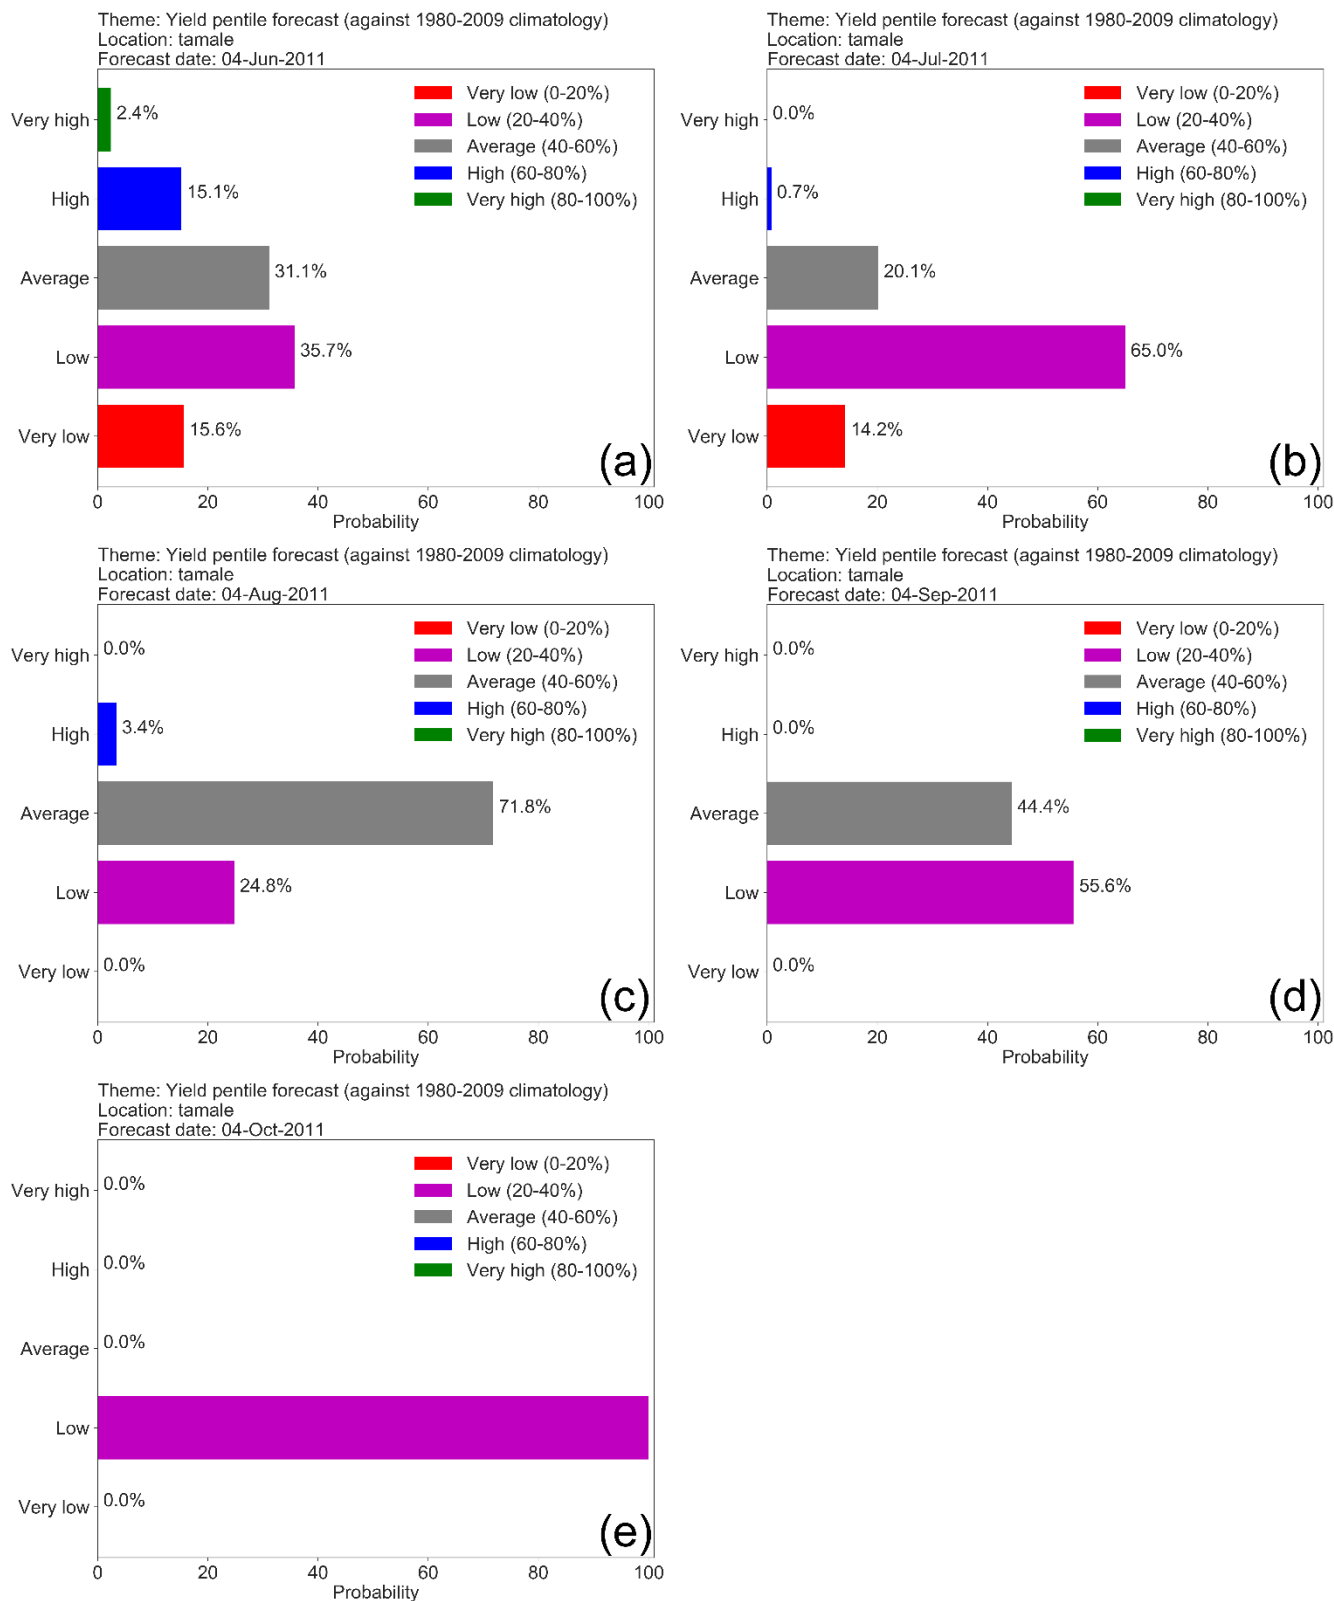 Theme: Yield pentile forecast (against 1980-2009 climatology)
Location: tamale
Forecast date: 04-Jun-2011
Very low (0-20%)
Low (20-40%)
Average (40-60%)
High (60-80%)
Very high (80-100%)
Very high
2.4%
High
15.1%
Average
31.1%
Low
35.7%
Very low
15.6%
(a)
0 20 40 60 80 100
Probability
Theme: Yield pentile forecast (against 1980-2009 climatology)
Location: tamale
Forecast date: 04-Jul-2011
Very low (0-20%)
Low (20-40%)
Average (40-60%)
High (60-80%)
Very high (80-100%)
Very high
0.0%
High
0.7%
Average
20.1%
Low
65.0%
Very low
14.2%
(b)
0 20 40 60 80 100
Probability
Theme: Yield pentile forecast (against 1980-2009 climatology)
Location: tamale
Forecast date: 04-Aug-2011
Very low (0-20%)
Low (20-40%)
Average (40-60%)
High (60-80%)
Very high (80-100%)
Very high
0.0%
High
3.4%
Average
71.8%
Low
24.8%
Very low
0.0%
(c)
0 20 40 60 80 100
Probability
Theme: Yield pentile forecast (against 1980-2009 climatology)
Location: tamale
Forecast date: 04-Sep-2011
Very low (0-20%)
Low (20-40%)
Average (40-60%)
High (60-80%)
Very high (80-100%)
Very high
0.0%
High
0.0%
Average
44.4%
Low
55.6%
Very low
0.0%
(d)
0 20 40 60 80 100
Probability
Theme: Yield pentile forecast (against 1980-2009 climatology)
Location: tamale
Forecast date: 04-Oct-2011
Very low (0-20%)
Low (20-40%)
Average (40-60%)
High (60-80%)
Very high (80-100%)
Very high
0.0%
High
0.0%
Average
0.0%
Low
Very low
0.0%
(e)
0 20 40 60 80 100
Probability